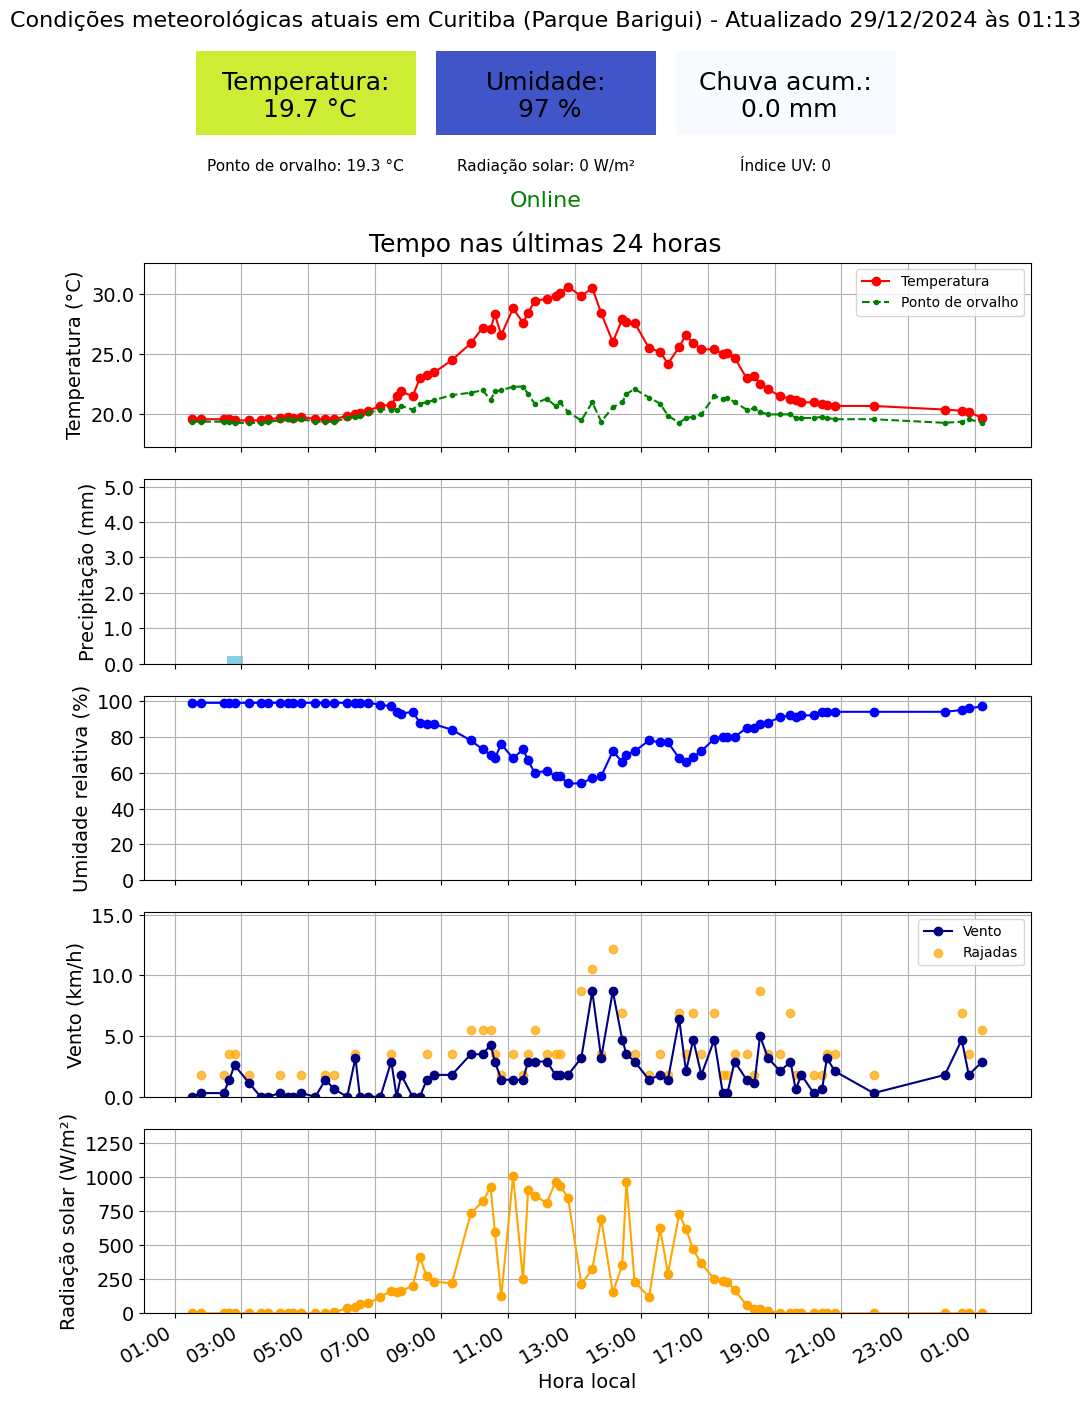 Condições meteorológicas atuais em Curitiba (Parque Barigui) - Atualizado 29/12/2024 às 01:13
Temperatura:
19.7 °C
Umidade:
97 %
Chuva acum.:
0.0 mm
Ponto de orvalho: 19.3 °C
Radiação solar: 0 W/m²
Índice UV: 0
Online
Tempo nas últimas 24 horas
Temperatura (°C)
30.0
25.0
20.0
Temperatura
Ponto de orvalho
Precipitação (mm)
5.0
4.0
3.0
2.0
1.0
0.0
Umidade relativa (%)
100
80
60
40
20
0
Vento (km/h)
15.0
10.0
5.0
0.0
Vento
Rajadas
Radiação solar (W/m²)
1250
1000
750
500
250
0
01:00
03:00
05:00
07:00
09:00
11:00
13:00
15:00
17:00
19:00
21:00
23:00
01:00
Hora local